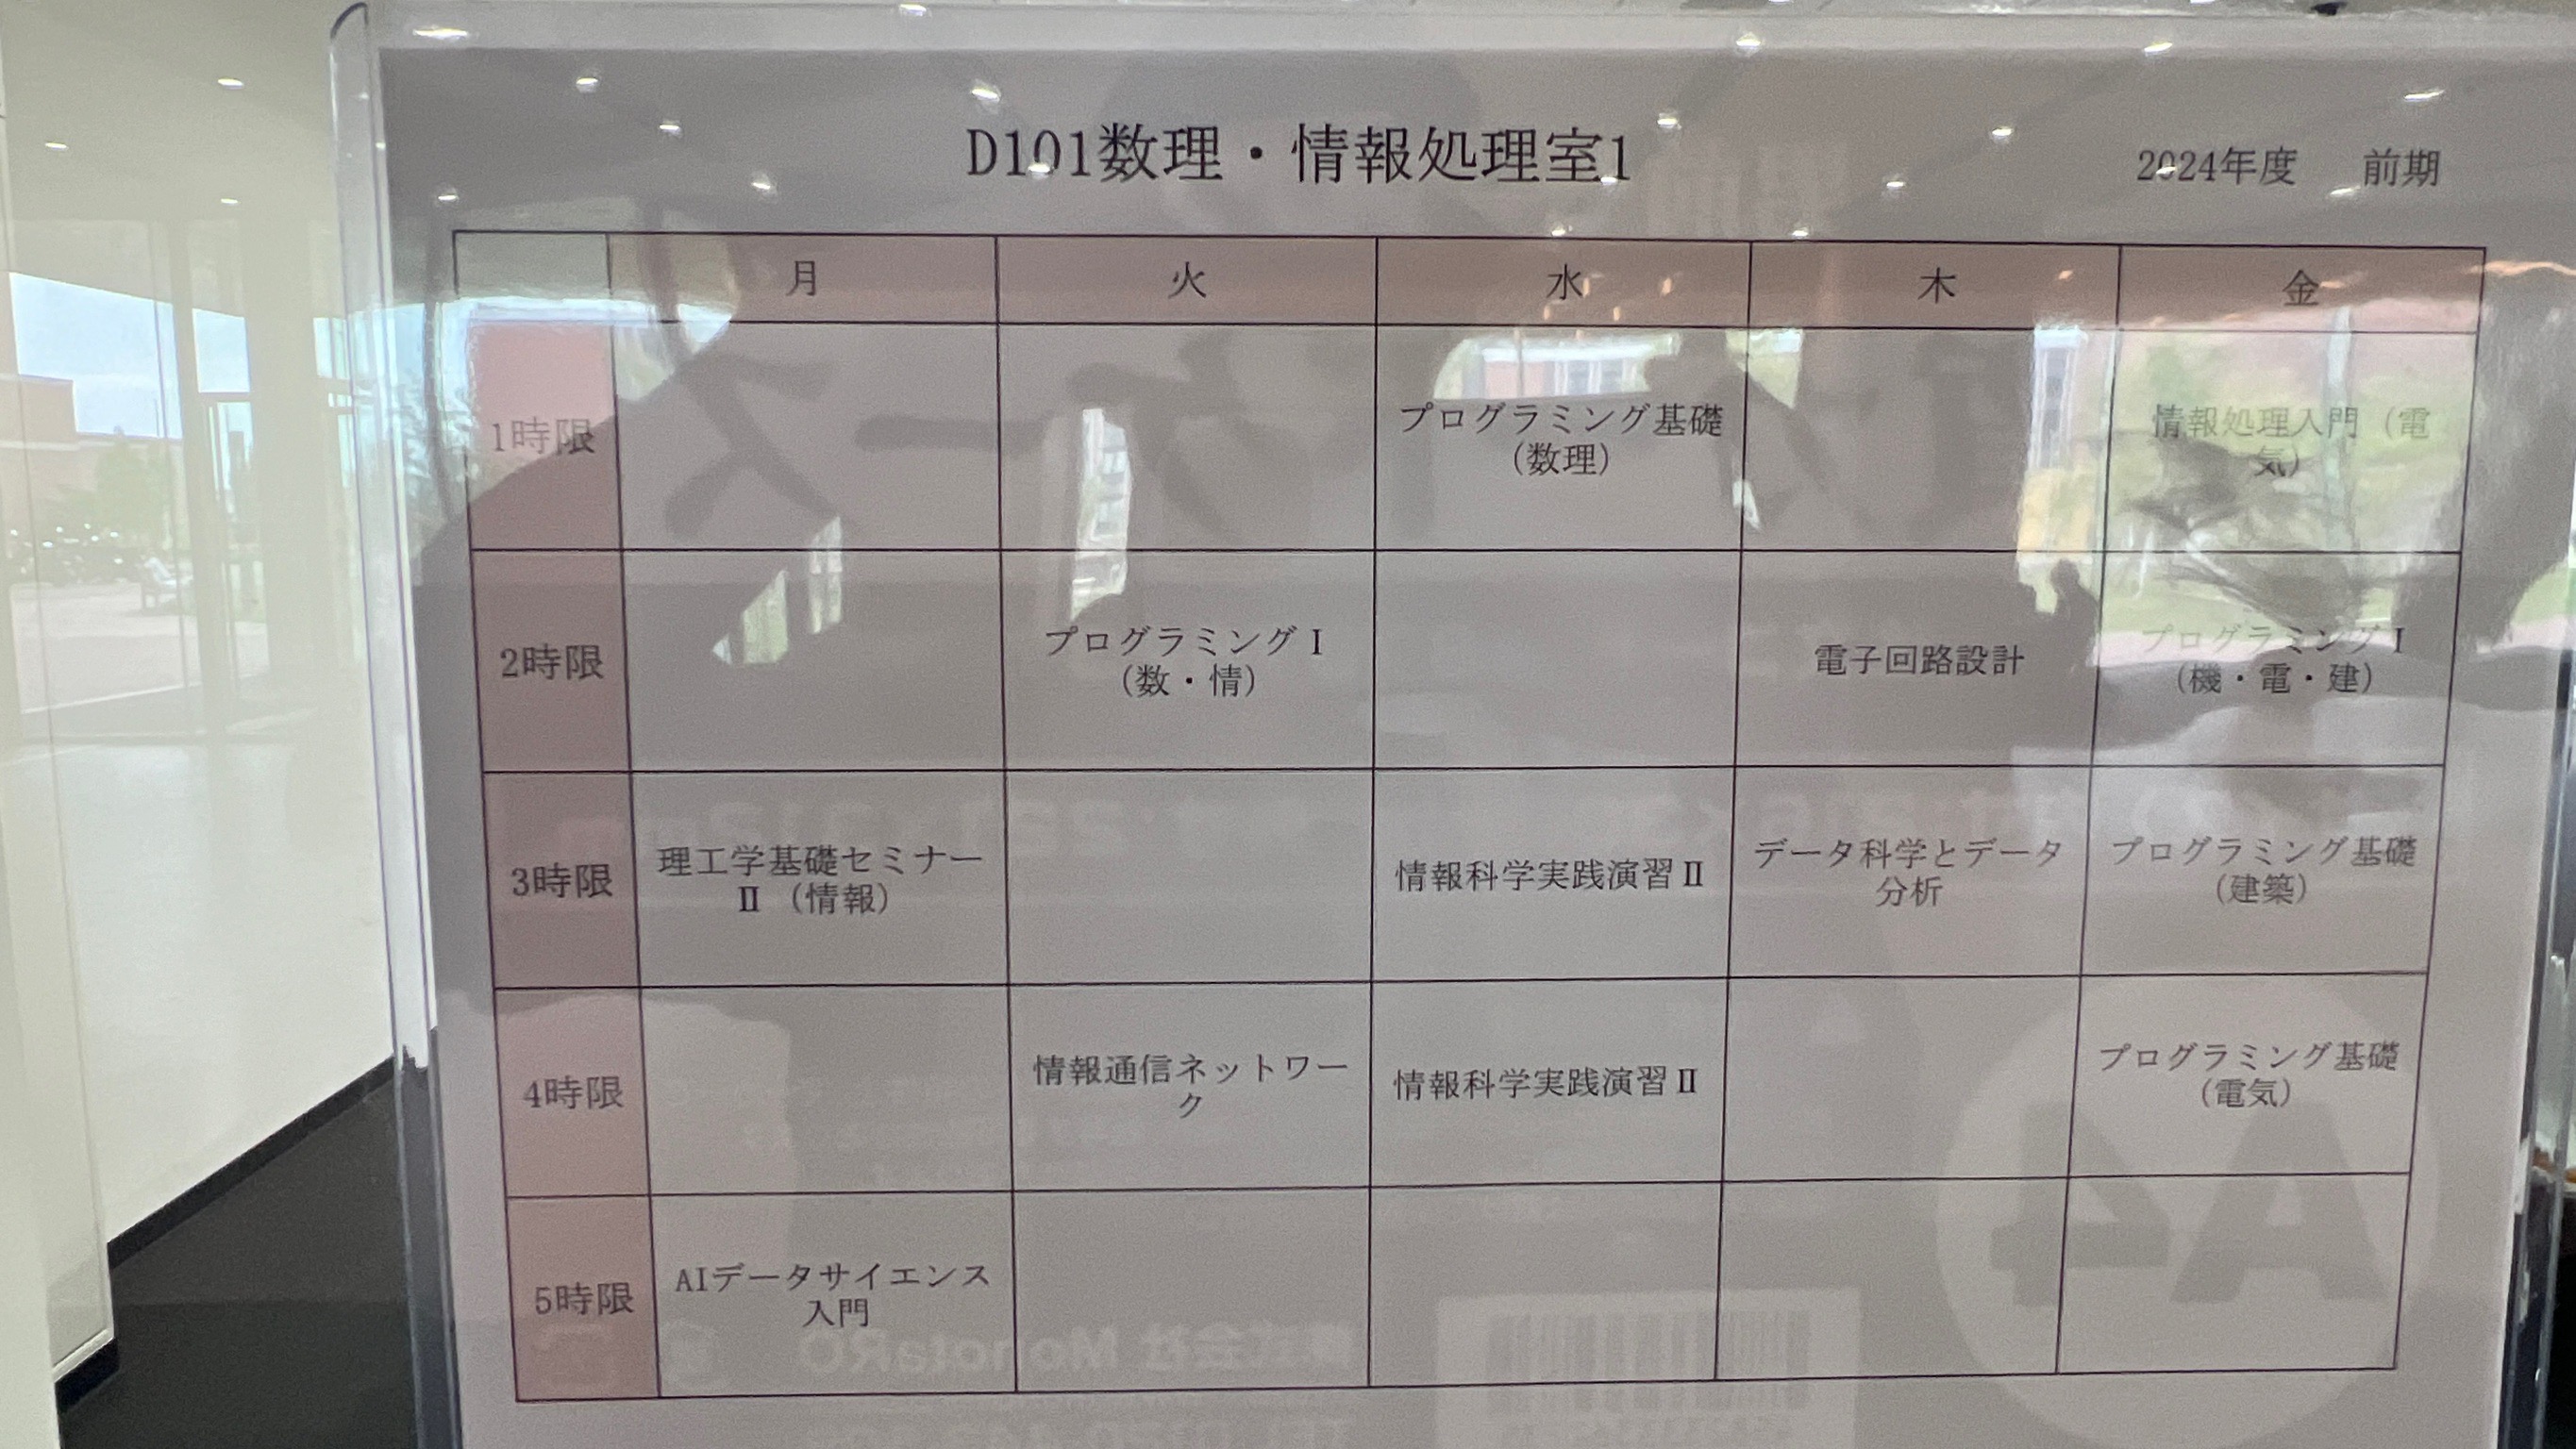 D101数理・情報処理室1
2024年度 前期
月 火 水 木 金
1時限
プログラミング基礎
(数理)
情報処理入門（電
気）
2時限
プログラミングⅠ
(数・情)
電子回路設計
プログラミングⅠ
(機・電・建)
3時限
理工学基礎セミナー
Ⅱ（情報）
情報科学実践演習Ⅱ
データ科学とデータ
分析
プログラミング基礎
(建築)
4時限
情報通信ネットワー
ク
情報科学実践演習Ⅱ
プログラミング基礎
(電気)
5時限
AIデータサイエンス
入門
A4
株式会社 MonotaRO